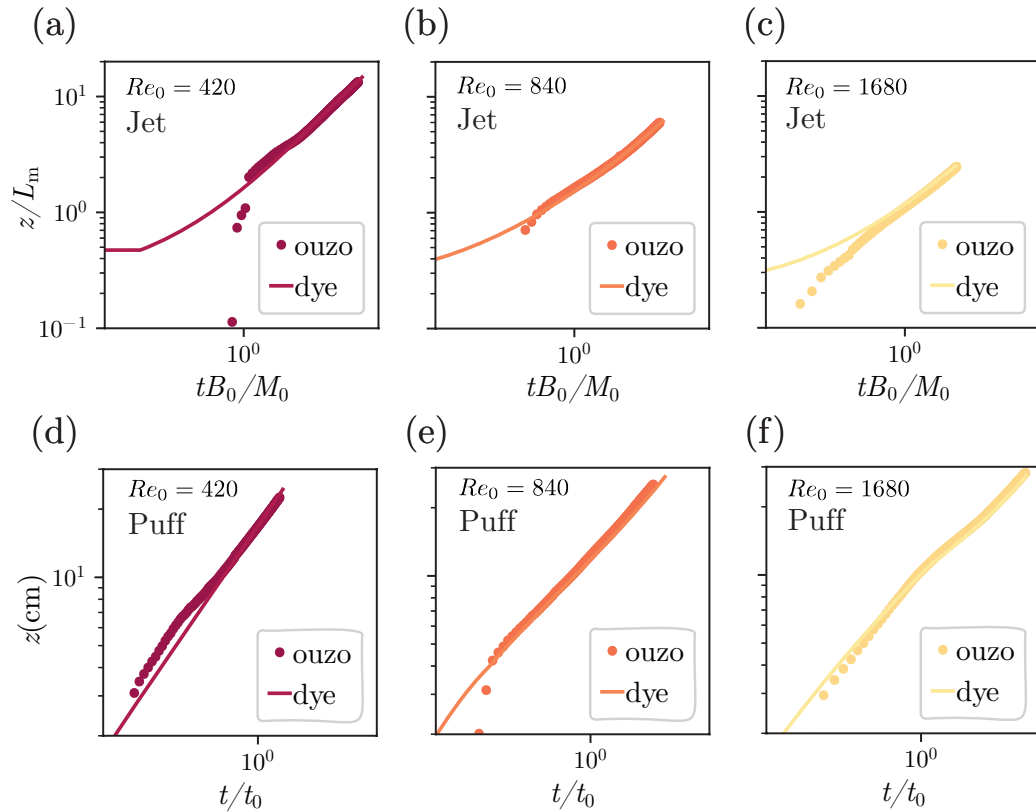 (a)
Re₀ = 420
Jet
10¹
10⁰
10⁻¹
z/Lₘ
ouzo
dye
10⁰
tB₀/M₀
(b)
Re₀ = 840
Jet
ouzo
dye
10⁰
tB₀/M₀
(c)
Re₀ = 1680
Jet
ouzo
dye
10⁰
tB₀/M₀
(d)
Re₀ = 420
Puff
10¹
z(cm)
ouzo
dye
10⁰
t/t₀
(e)
Re₀ = 840
Puff
ouzo
dye
10⁰
t/t₀
(f)
Re₀ = 1680
Puff
ouzo
dye
10⁰
t/t₀